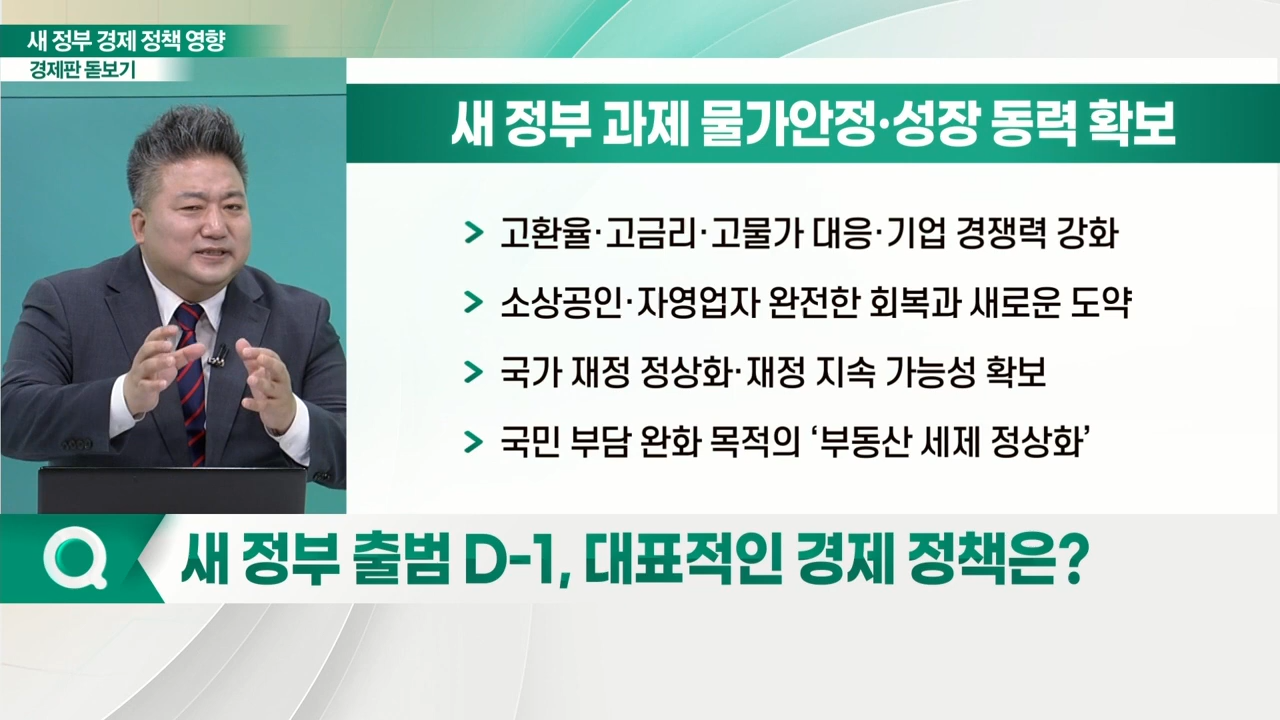 새 정부 경제 정책 영향
경제판 돋보기
새 정부 과제 물가안정·성장 동력 확보
고환율·고금리·고물가 대응·기업 경쟁력 강화
소상공인·자영업자 완전한 회복과 새로운 도약
국가 재정 정상화·재정 지속 가능성 확보
국민 부담 완화 목적의 ‘부동산 세제 정상화’
Q 새 정부 출범 D-1, 대표적인 경제 정책은?